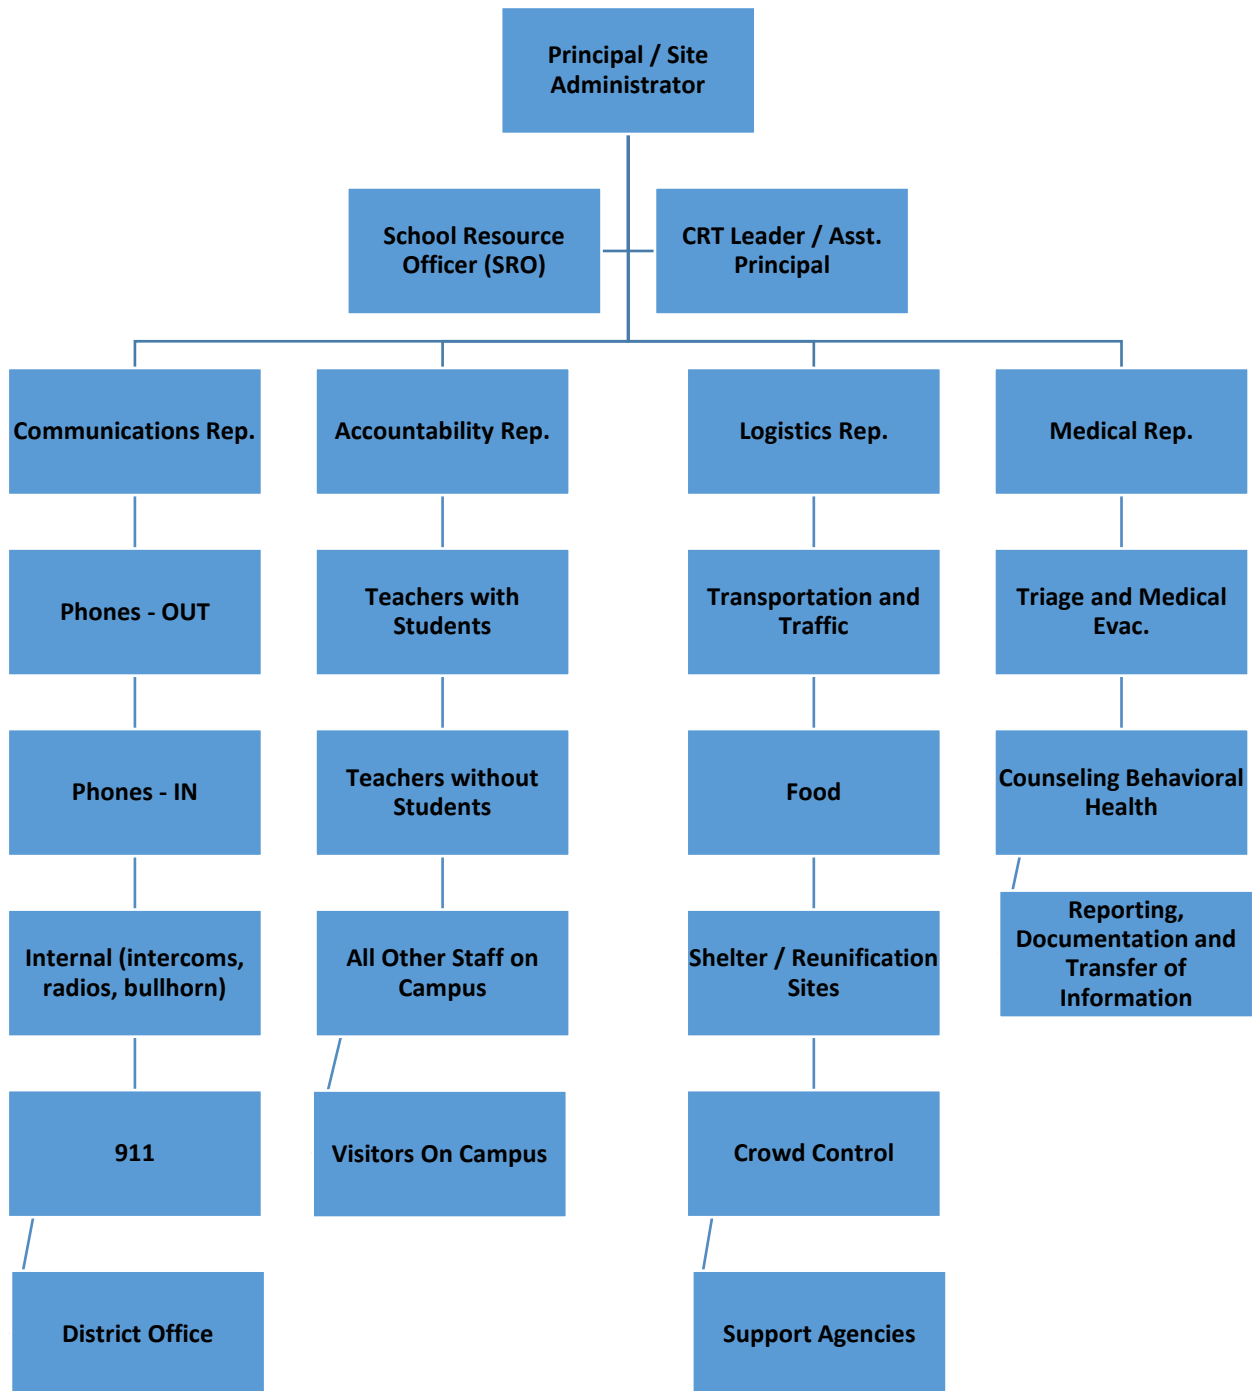 Principal / Site
Administrator
School Resource
Officer (SRO)
CRT Leader / Asst.
Principal
Communications Rep.
Accountability Rep.
Logistics Rep.
Medical Rep.
Phones - OUT
Teachers with
Students
Transportation and
Traffic
Triage and Medical
Evac.
Phones - IN
Teachers without
Students
Food
Counseling Behavioral
Health
Internal (intercoms,
radios, bullhorn)
All Other Staff on
Campus
Shelter / Reunification
Sites
Reporting,
Documentation and
Transfer of
Information
911
Visitors On Campus
Crowd Control
District Office
Support Agencies